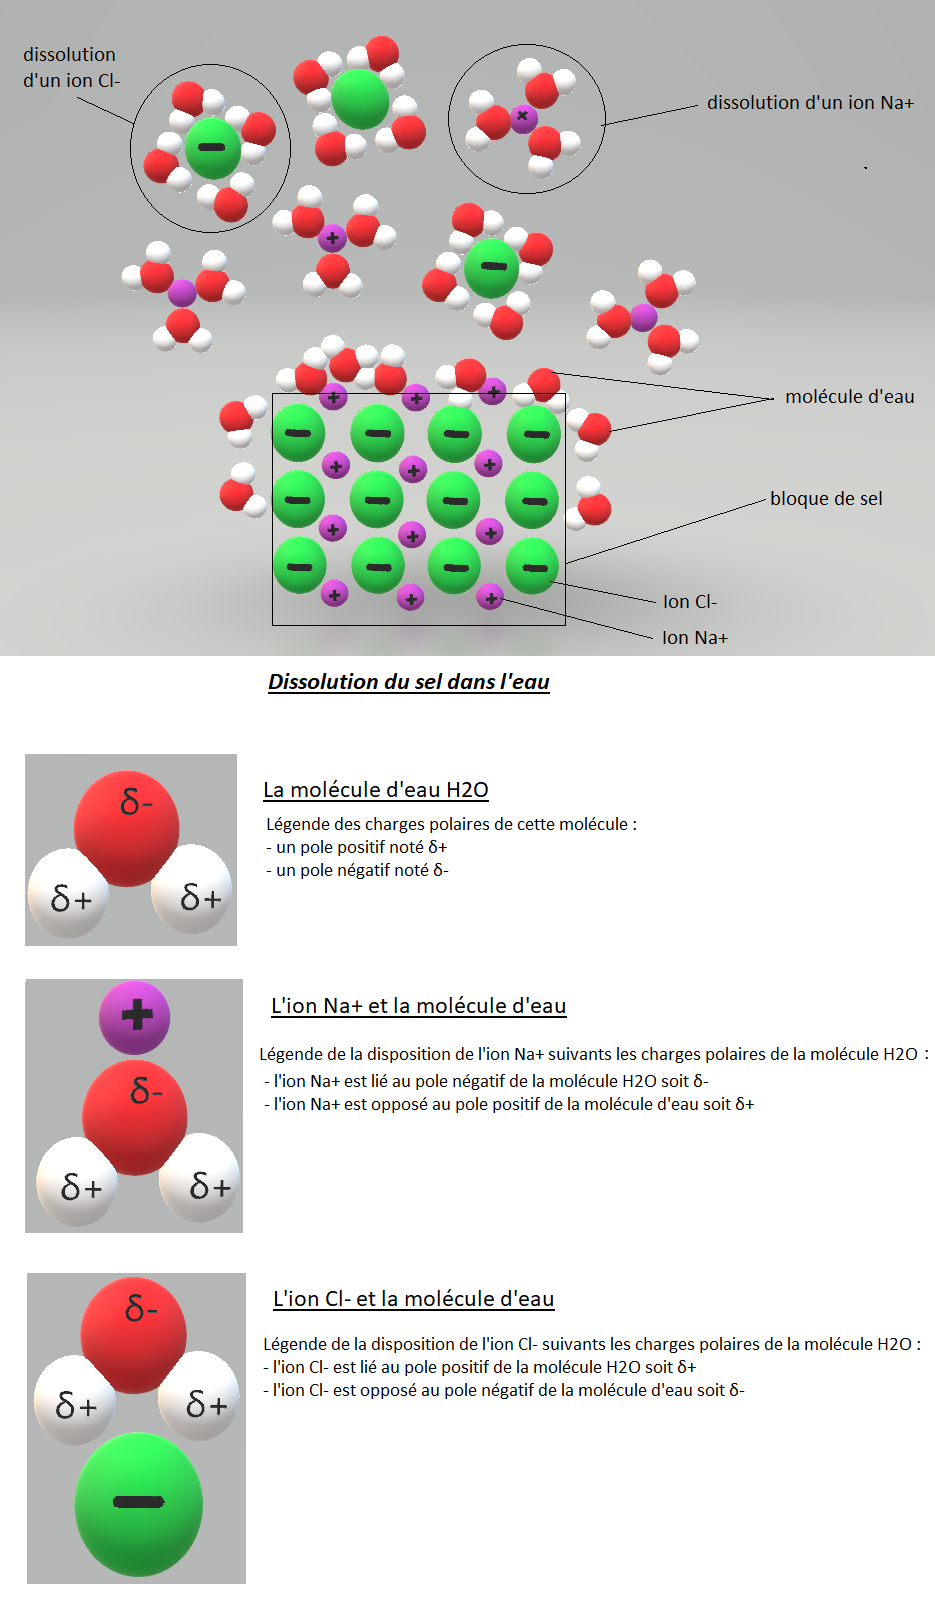 dissolution
d'un ion Cl-
dissolution d'un ion Na+
molécule d'eau
bloque de sel
Ion Cl-
Ion Na+
Dissolution du sel dans l'eau
δ-
δ+ δ+
La molécule d'eau H2O
Légende des charges polaires de cette molécule :
- un pole positif noté δ+
- un pole négatif noté δ-
+
δ-
δ+ δ+
L'ion Na+ et la molécule d'eau
Légende de la disposition de l'ion Na+ suivants les charges polaires de la molécule H2O :
- l'ion Na+ est lié au pole négatif de la molécule H2O soit δ-
- l'ion Na+ est opposé au pole positif de la molécule d'eau soit δ+
δ-
δ+ δ+
-
L'ion Cl- et la molécule d'eau
Légende de la disposition de l'ion Cl- suivants les charges polaires de la molécule H2O :
- l'ion Cl- est lié au pole positif de la molécule H2O soit δ+
- l'ion Cl- est opposé au pole négatif de la molécule d'eau soit δ-